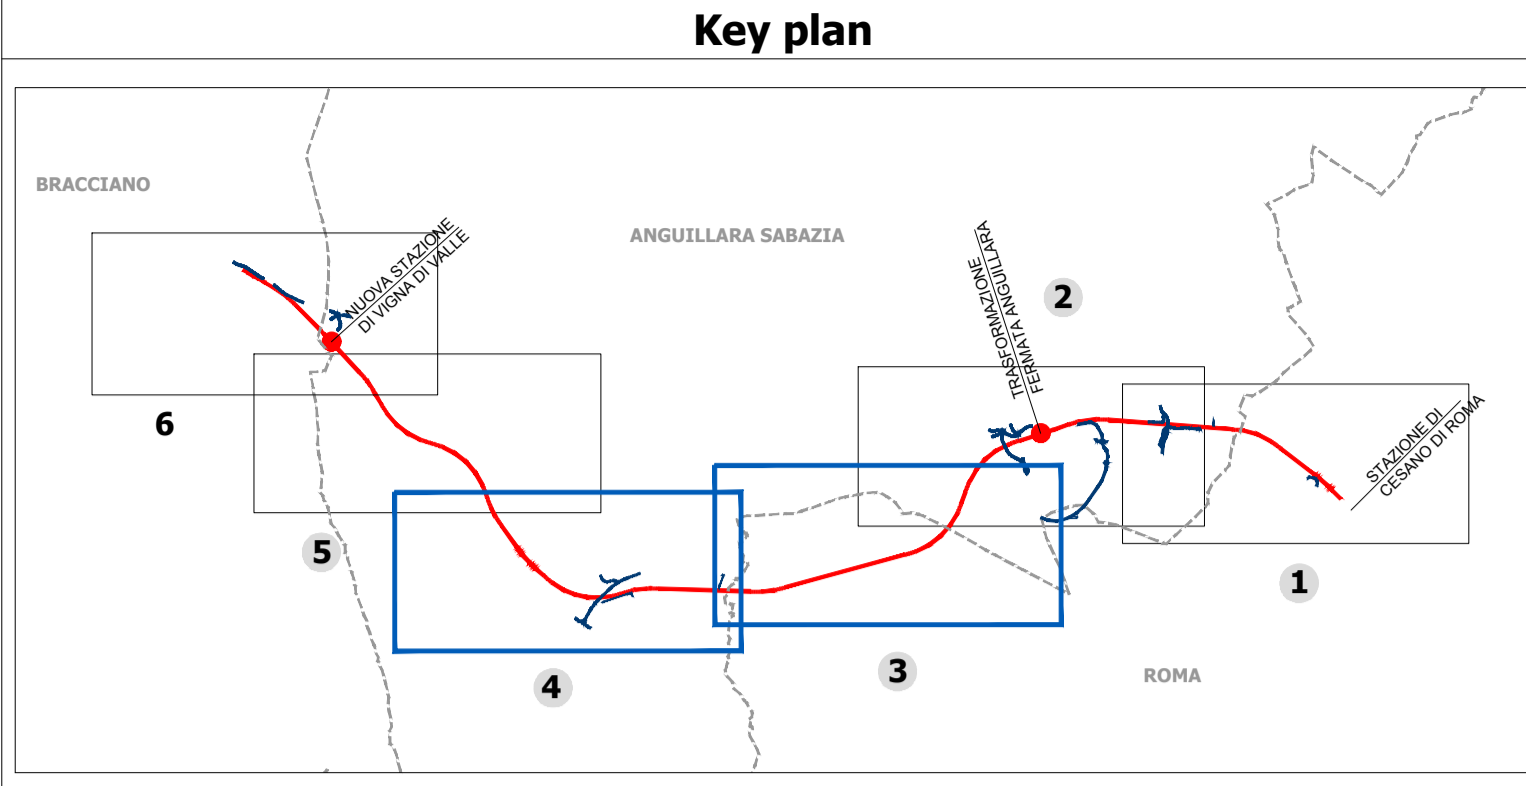 Key plan
BRACCIANO
ANGUILLARA SABAZIA
NUOVA STAZIONE
DI VIGNA DI VALLE
TRASFORMAZIONE
FERMATA ANGUILLARA
2
6
STAZIONE DI
CESANO DI ROMA
5
1
4
3
ROMA